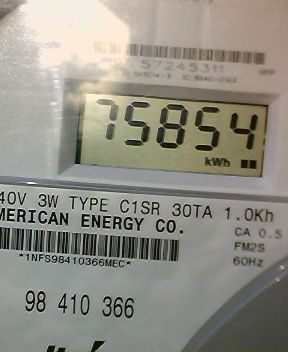 57245311
75854
kWh
40V 3W TYPE C1SR 30TA 1.0Kh
MERICAN ENERGY CO.
CA 0.5
FM2S
*1NFS98410366MEC*
60Hz
98 410 366